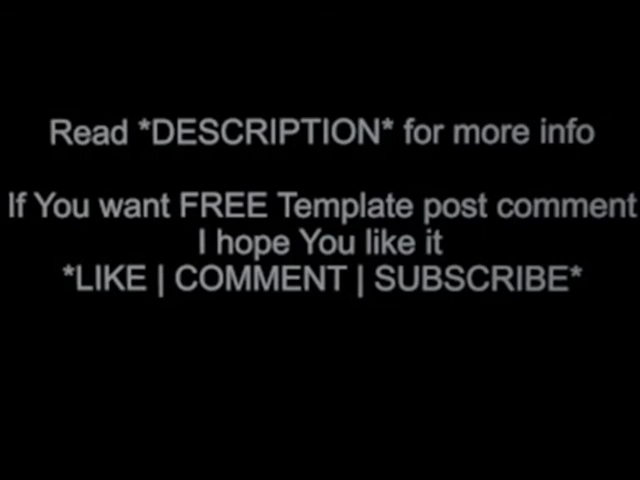 Read *DESCRIPTION* for more info
If You want FREE Template post comment
I hope You like it
*LIKE | COMMENT | SUBSCRIBE*